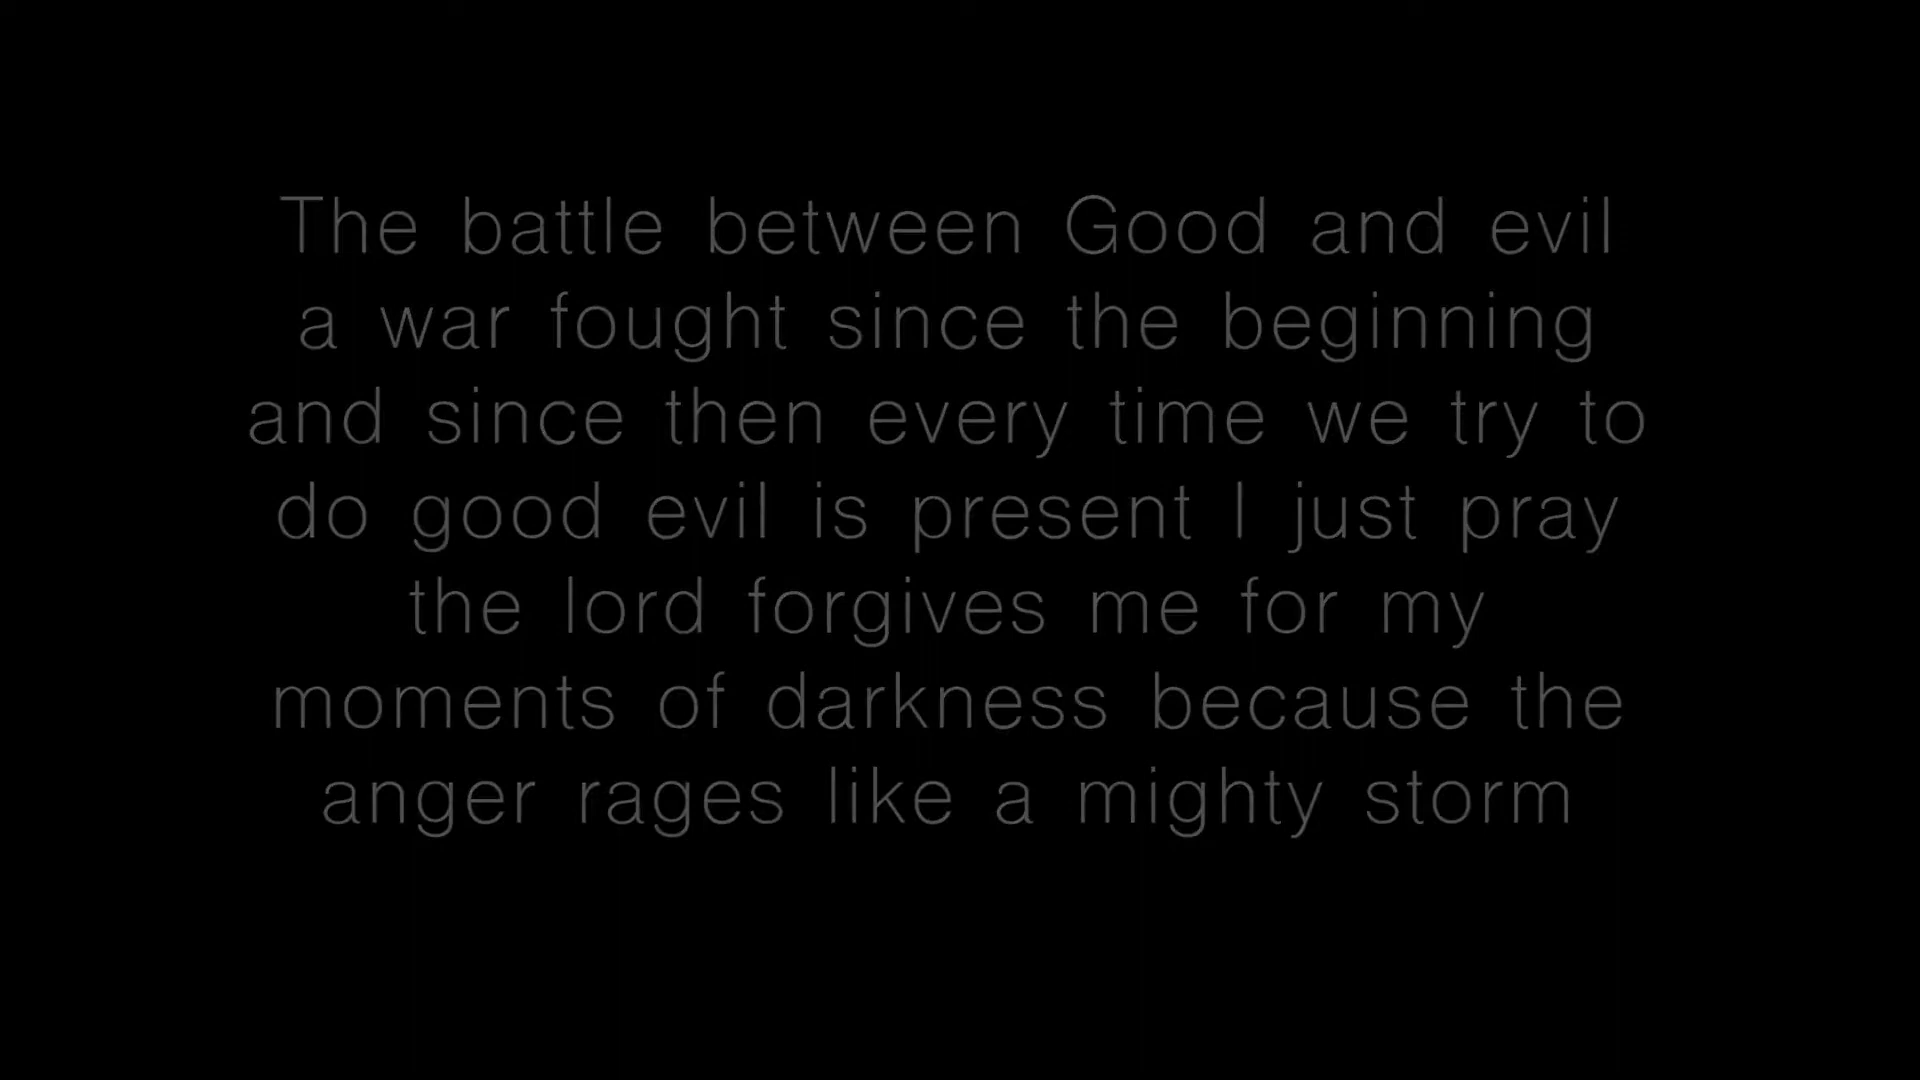 The battle between Good and evil
a war fought since the beginning
and since then every time we try to
do good evil is present I just pray
the lord forgives me for my
moments of darkness because the
anger rages like a mighty storm